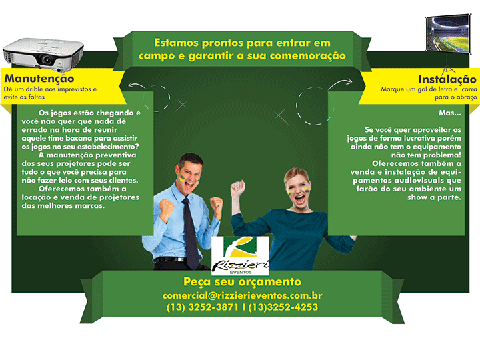 Estamos prontos para entrar em
campo e garantir a sua comemoração
Manutenção
Dê um drible aos imprevistos e
evite as faltas
Os jogos estão chegando e
você não quer que nada dê
errado na hora de reunir
aquele time bacana para assistir
os jogos no seu estabelecimento?
A manutenção preventiva
dos seus projetores pode ser
tudo o que você precisa para
não fazer feio com seus clientes.
Oferecemos também a
locação e venda de projetores
das melhores marcas.
Instalação
Marque um gol de letra e corra
para o abraço
Mas...
Se você quer aproveitar os
jogos de forma lucrativa porém
ainda não tem o equipamento
não tem problema!
Oferecemos também a
venda e instalação de equi-
pamentos audiovisuais que
farão do seu ambiente um
show a parte.
Rizzieri
EVENTOS
Peça seu orçamento
comercial@rizzierieventos.com.br
(13) 3252-3871 | (13)3252-4253